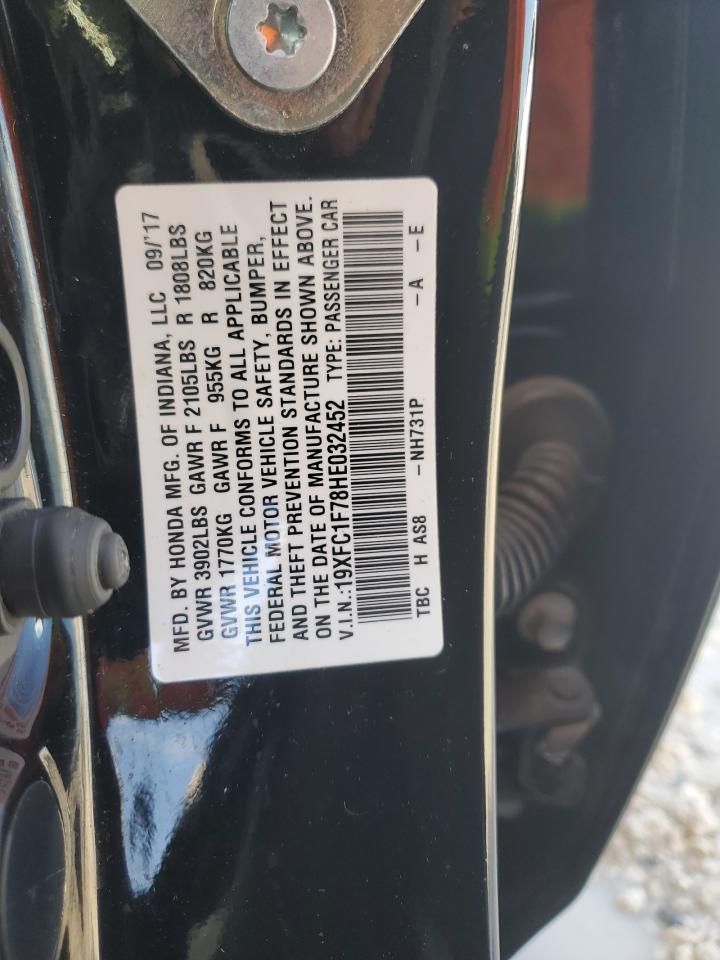 MFD. BY HONDA MFG. OF INDIANA, LLC 09/'17
GVWR 3902LBS GAWR F 2105LBS R 1808LBS
GVWR 1770KG GAWR F 955KG R 820KG
THIS VEHICLE CONFORMS TO ALL APPLICABLE
FEDERAL MOTOR VEHICLE SAFETY, BUMPER,
AND THEFT PREVENTION STANDARDS IN EFFECT
ON THE DATE OF MANUFACTURE SHOWN ABOVE.
V.I.N.:19XFC1F78HE032452 TYPE: PASSENGER CAR
TBC H AS8 -NH731P -A -E